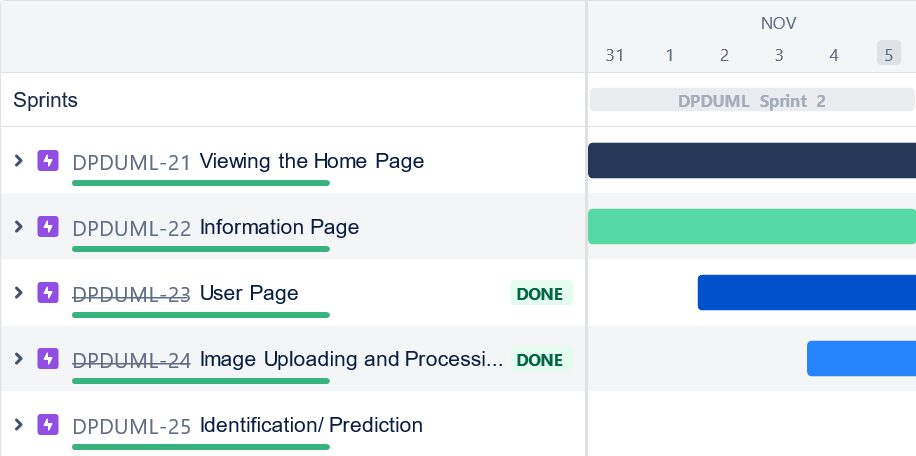 NOV
31 1 2 3 4 5
Sprints
DPDUML Sprint 2
DPDUML-21 Viewing the Home Page
DPDUML-22 Information Page
DPDUML-23 User Page DONE
DPDUML-24 Image Uploading and Processi... DONE
DPDUML-25 Identification/ Prediction